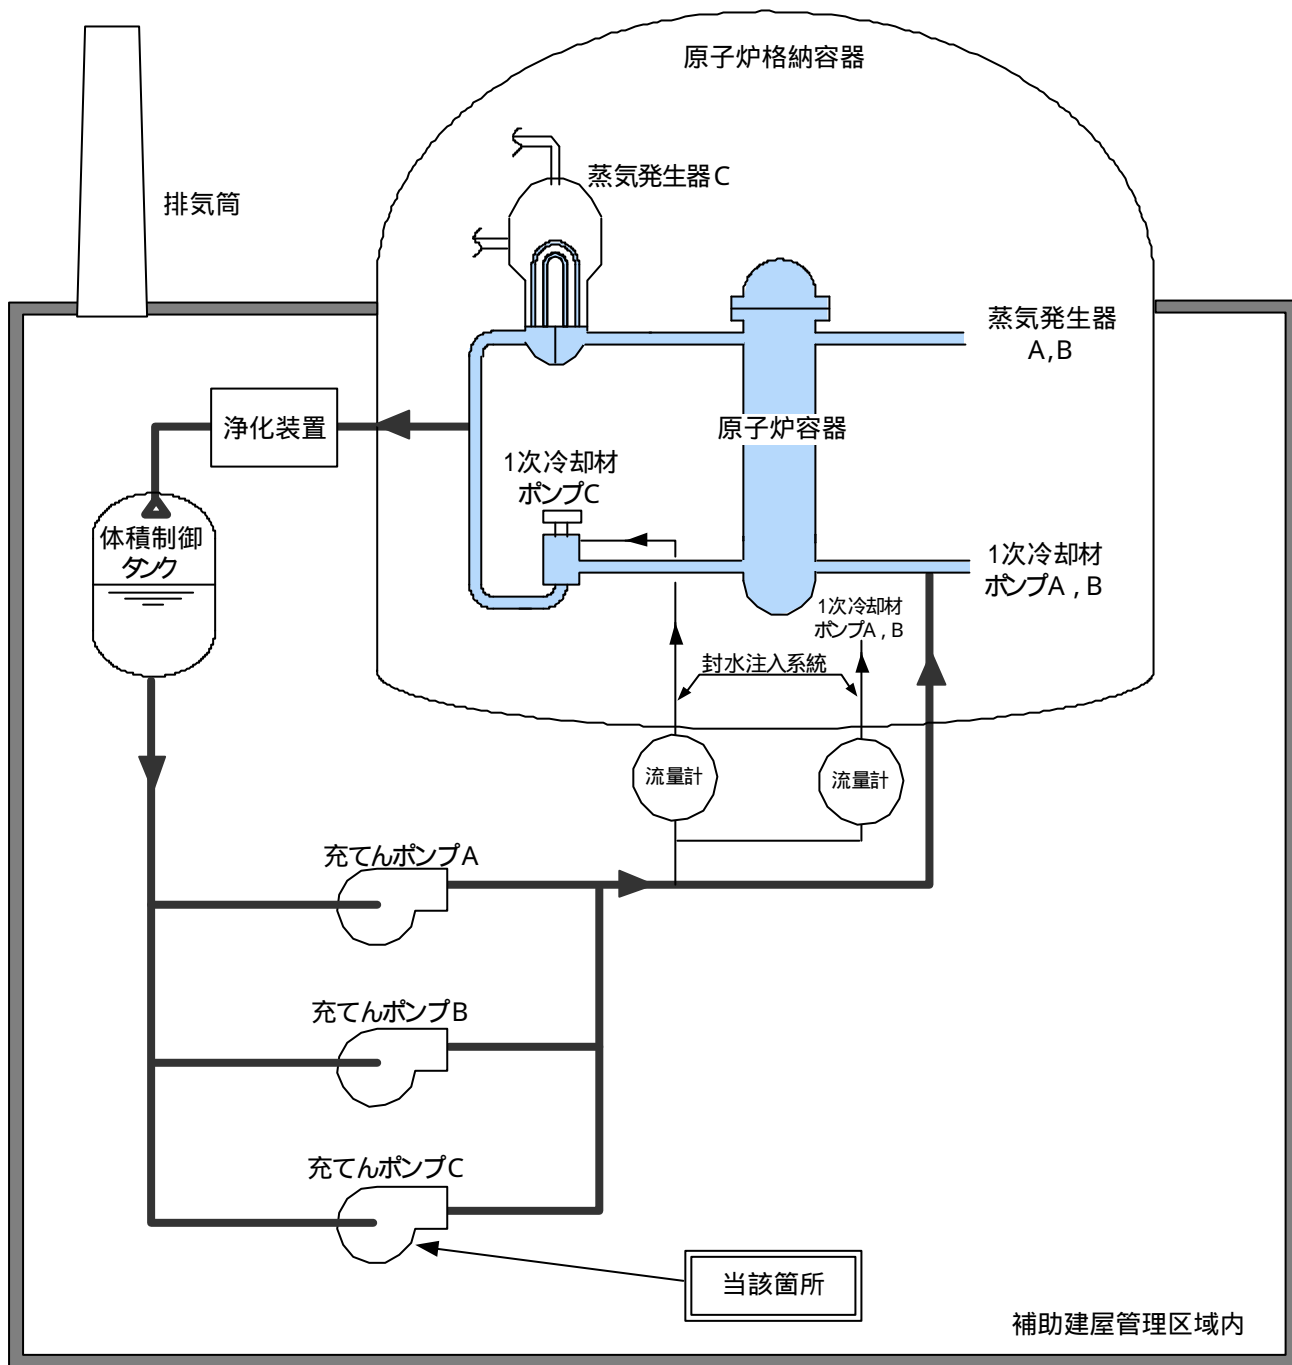 原子炉格納容器
蒸気発生器C
排気筒
蒸気発生器
A,B
浄化装置
原子炉容器
1次冷却材
ポンプC
体積制御
タンク
1次冷却材
ポンプA , B
1次冷却材
ポンプA , B
封水注入系統
流量計
流量計
充てんポンプA
充てんポンプB
充てんポンプC
当該箇所
補助建屋管理区域内